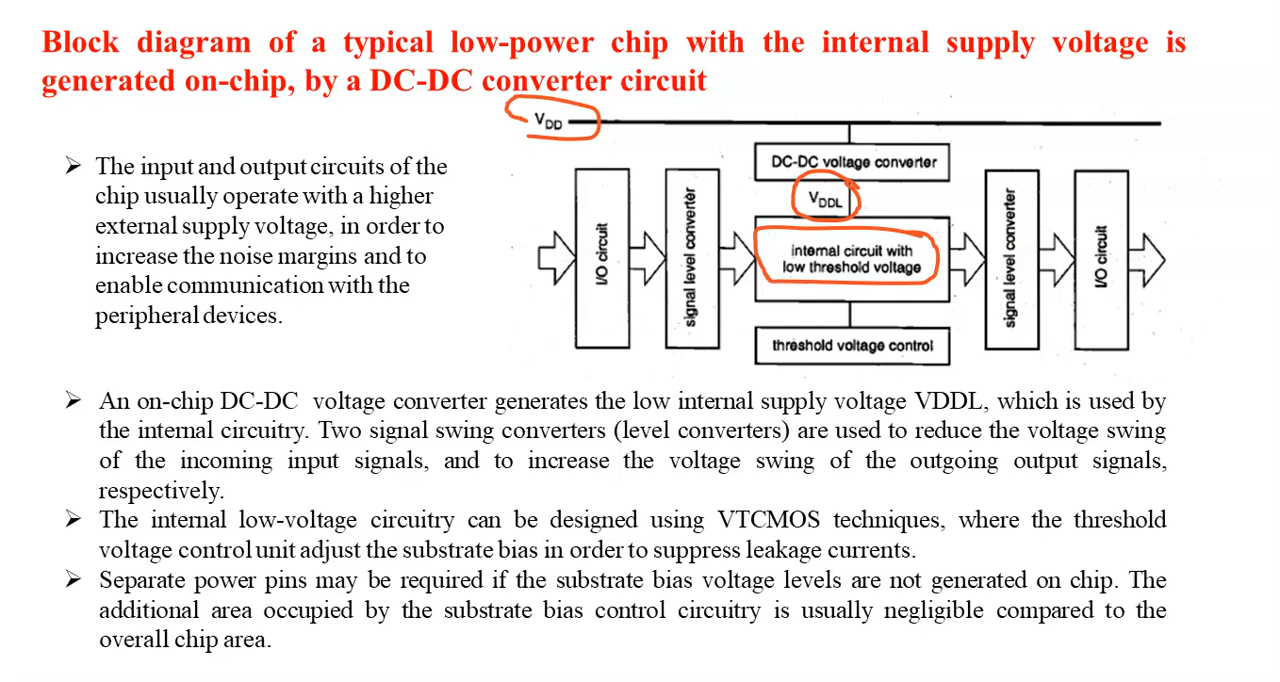 Block diagram of a typical low-power chip with the internal supply voltage is
generated on-chip, by a DC-DC converter circuit
VDD
DC-DC voltage converter
VDDL
➢ The input and output circuits of the
chip usually operate with a higher
external supply voltage, in order to
increase the noise margins and to
enable communication with the
peripheral devices.
I/O circuit
signal level converter
internal circuit with
low threshold voltage
signal level converter
I/O circuit
threshold voltage control
➢ An on-chip DC-DC voltage converter generates the low internal supply voltage VDDL, which is used by
the internal circuitry. Two signal swing converters (level converters) are used to reduce the voltage swing
of the incoming input signals, and to increase the voltage swing of the outgoing output signals,
respectively.
➢ The internal low-voltage circuitry can be designed using VTCMOS techniques, where the threshold
voltage control unit adjust the substrate bias in order to suppress leakage currents.
➢ Separate power pins may be required if the substrate bias voltage levels are not generated on chip. The
additional area occupied by the substrate bias control circuitry is usually negligible compared to the
overall chip area.